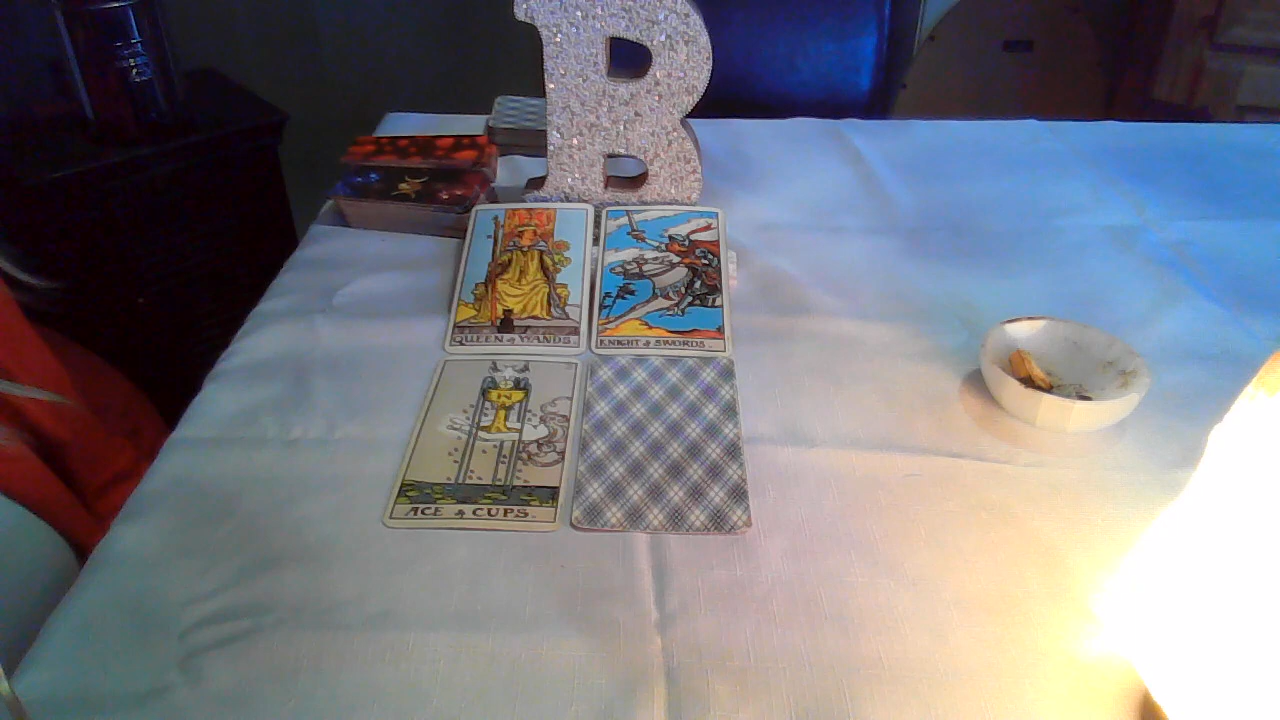 B
QUEEN of WANDS.
KNIGHT of SWORDS.
ACE of CUPS.